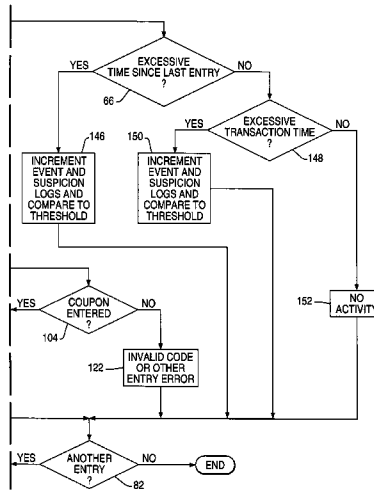 EXCESSIVE
TIME SINCE LAST ENTRY
?
YES
NO
66
EXCESSIVE
TRANSACTION TIME
?
YES
NO
148
146
INCREMENT
EVENT AND
SUSPICION
LOGS AND
COMPARE TO
THRESHOLD
150
INCREMENT
EVENT AND
SUSPICION
LOGS AND
COMPARE TO
THRESHOLD
COUPON
ENTERED
?
YES
NO
104
152
NO
ACTIVITY
122
INVALID CODE
OR OTHER
ENTRY ERROR
ANOTHER
ENTRY
?
YES
NO
82
END